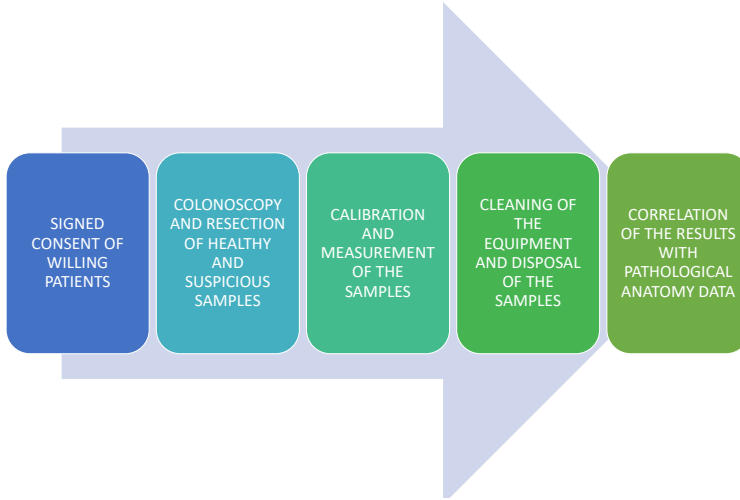 SIGNED
CONSENT OF
WILLING
PATIENTS
COLONOSCOPY
AND RESECTION
OF HEALTHY
AND
SUSPICIOUS
SAMPLES
CALIBRATION
AND
MEASUREMENT
OF THE
SAMPLES
CLEANING OF
THE
EQUIPMENT
AND DISPOSAL
OF THE
SAMPLES
CORRELATION
OF THE RESULTS
WITH
PATHOLOGICAL
ANATOMY DATA